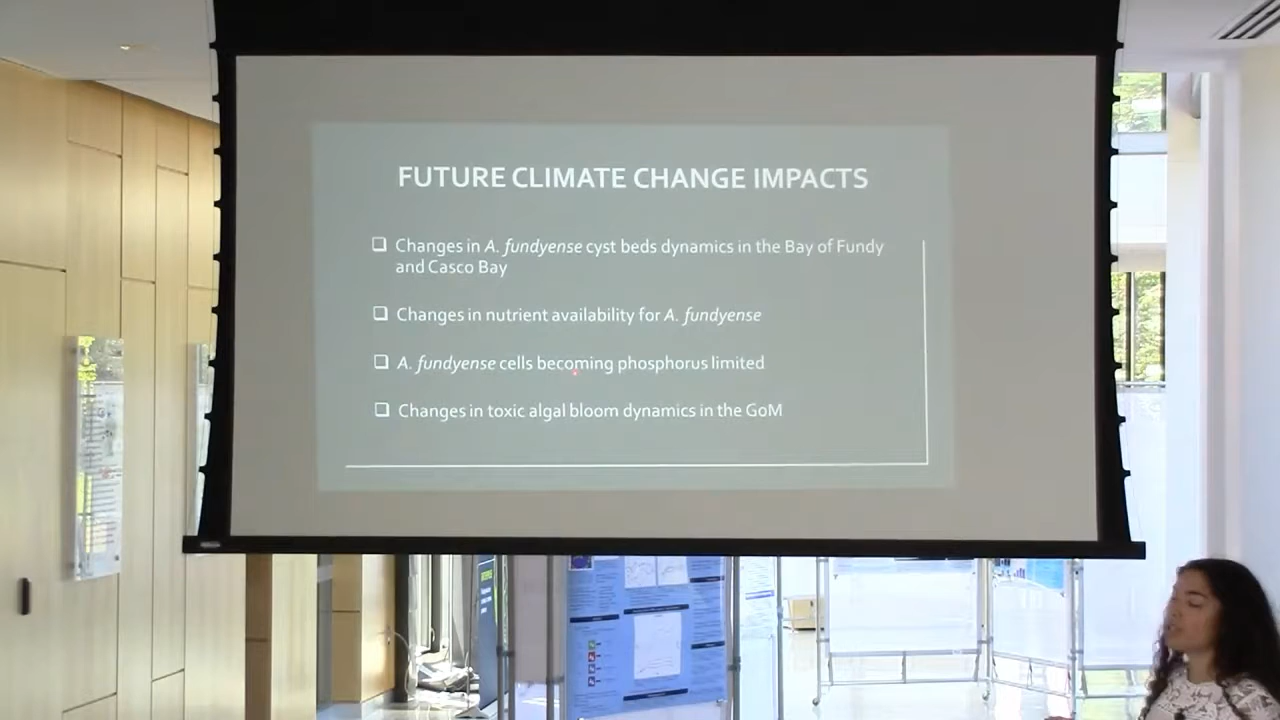 FUTURE CLIMATE CHANGE IMPACTS
❑ Changes in A. fundyense cyst beds dynamics in the Bay of Fundy
and Casco Bay
❑ Changes in nutrient availability for A. fundyense
❑ A. fundyense cells becoming phosphorus limited
❑ Changes in toxic algal bloom dynamics in the GoM